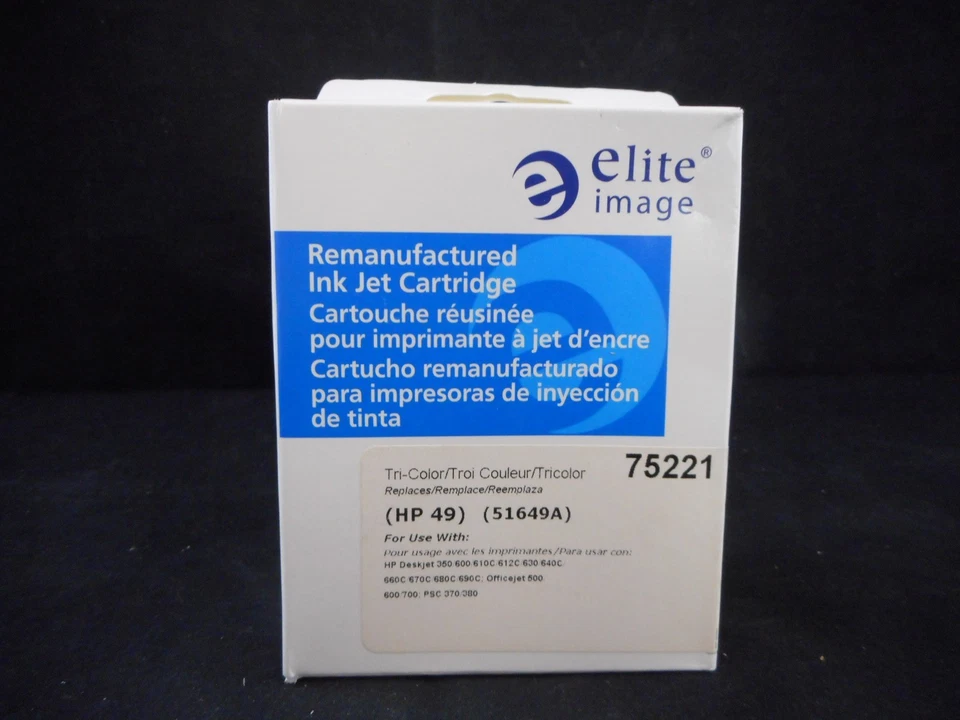 e
elite®
image
Remanufactured
Ink Jet Cartridge
Cartouche réusinée
pour imprimante à jet d'encre
Cartucho remanufacturado
para impresoras de inyección
de tinta
75221
Tri-Color/Troi Couleur/Tricolor
Replaces/Remplace/Reemplaza
(HP 49) (51649A)
For Use With:
Pour usage avec les imprimantes/Para usar con:
HP Deskjet 350/600/610C/612C/630/640C
660C/670C/680C/690C; Officejet 500
600/700; PSC 370/380